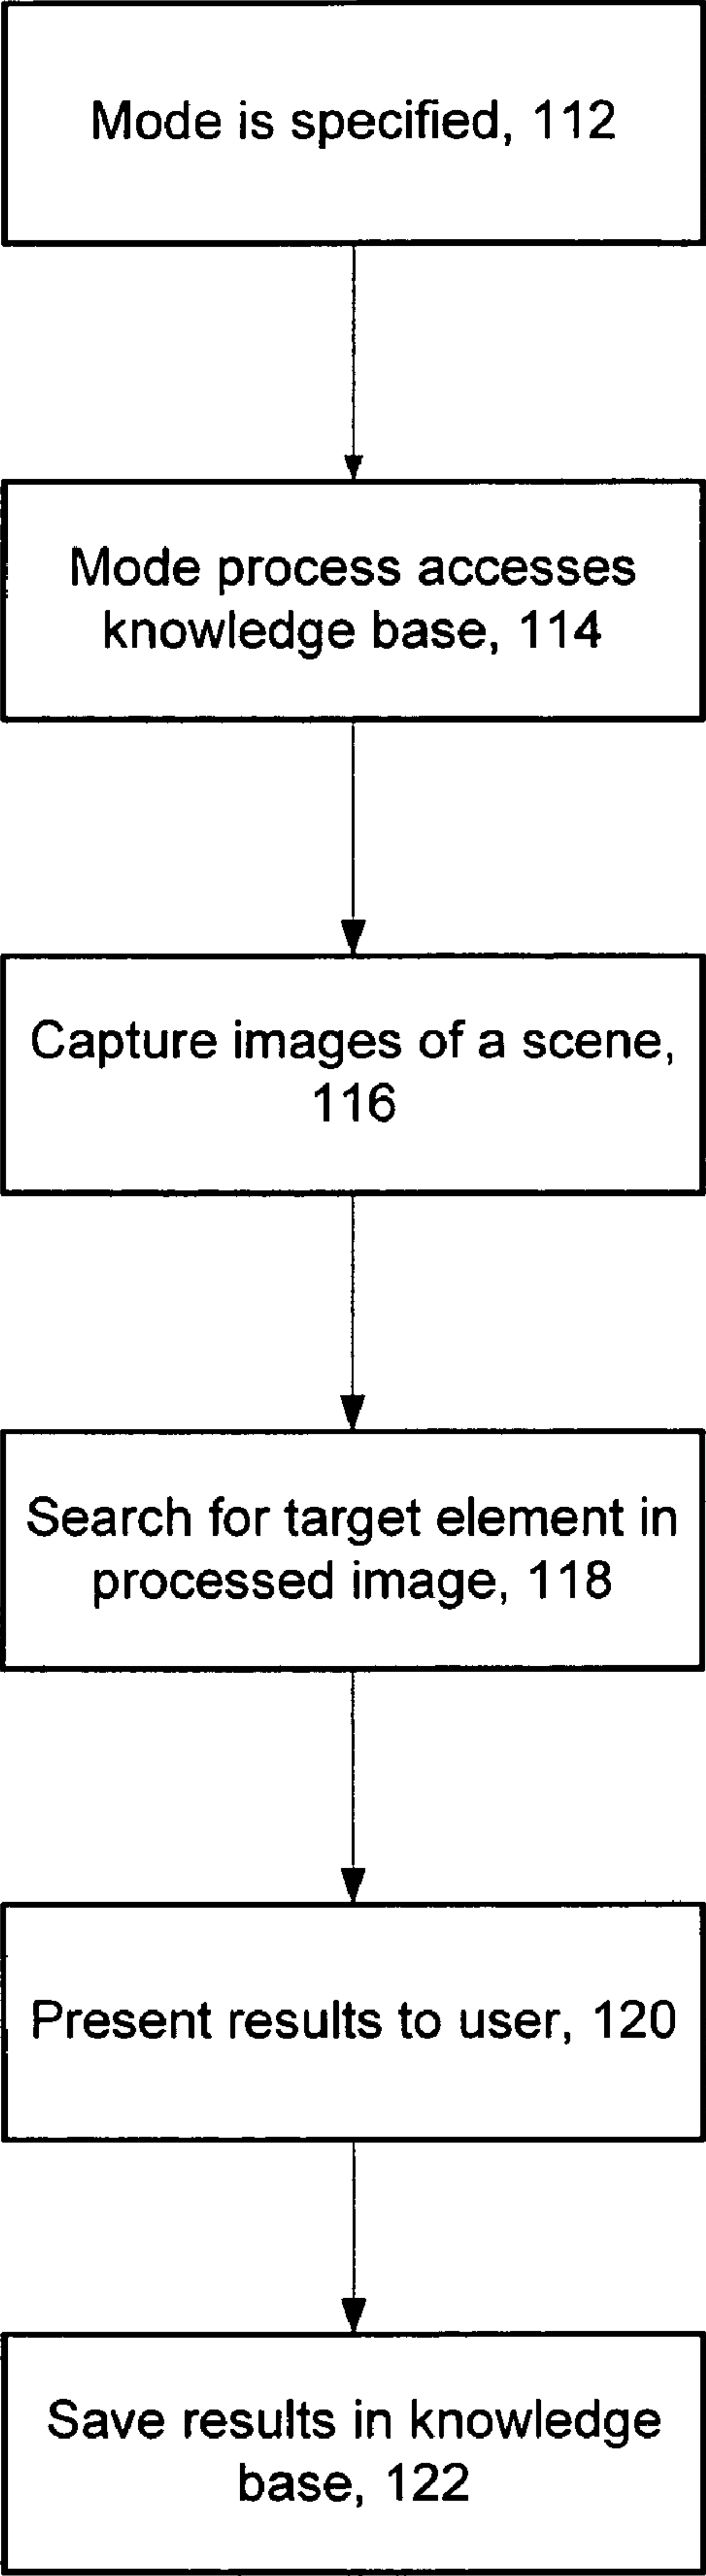 Mode is specified, 112
Mode process accesses
knowledge base, 114
Capture images of a scene,
116
Search for target element in
processed image, 118
Present results to user, 120
Save results in knowledge
base, 122